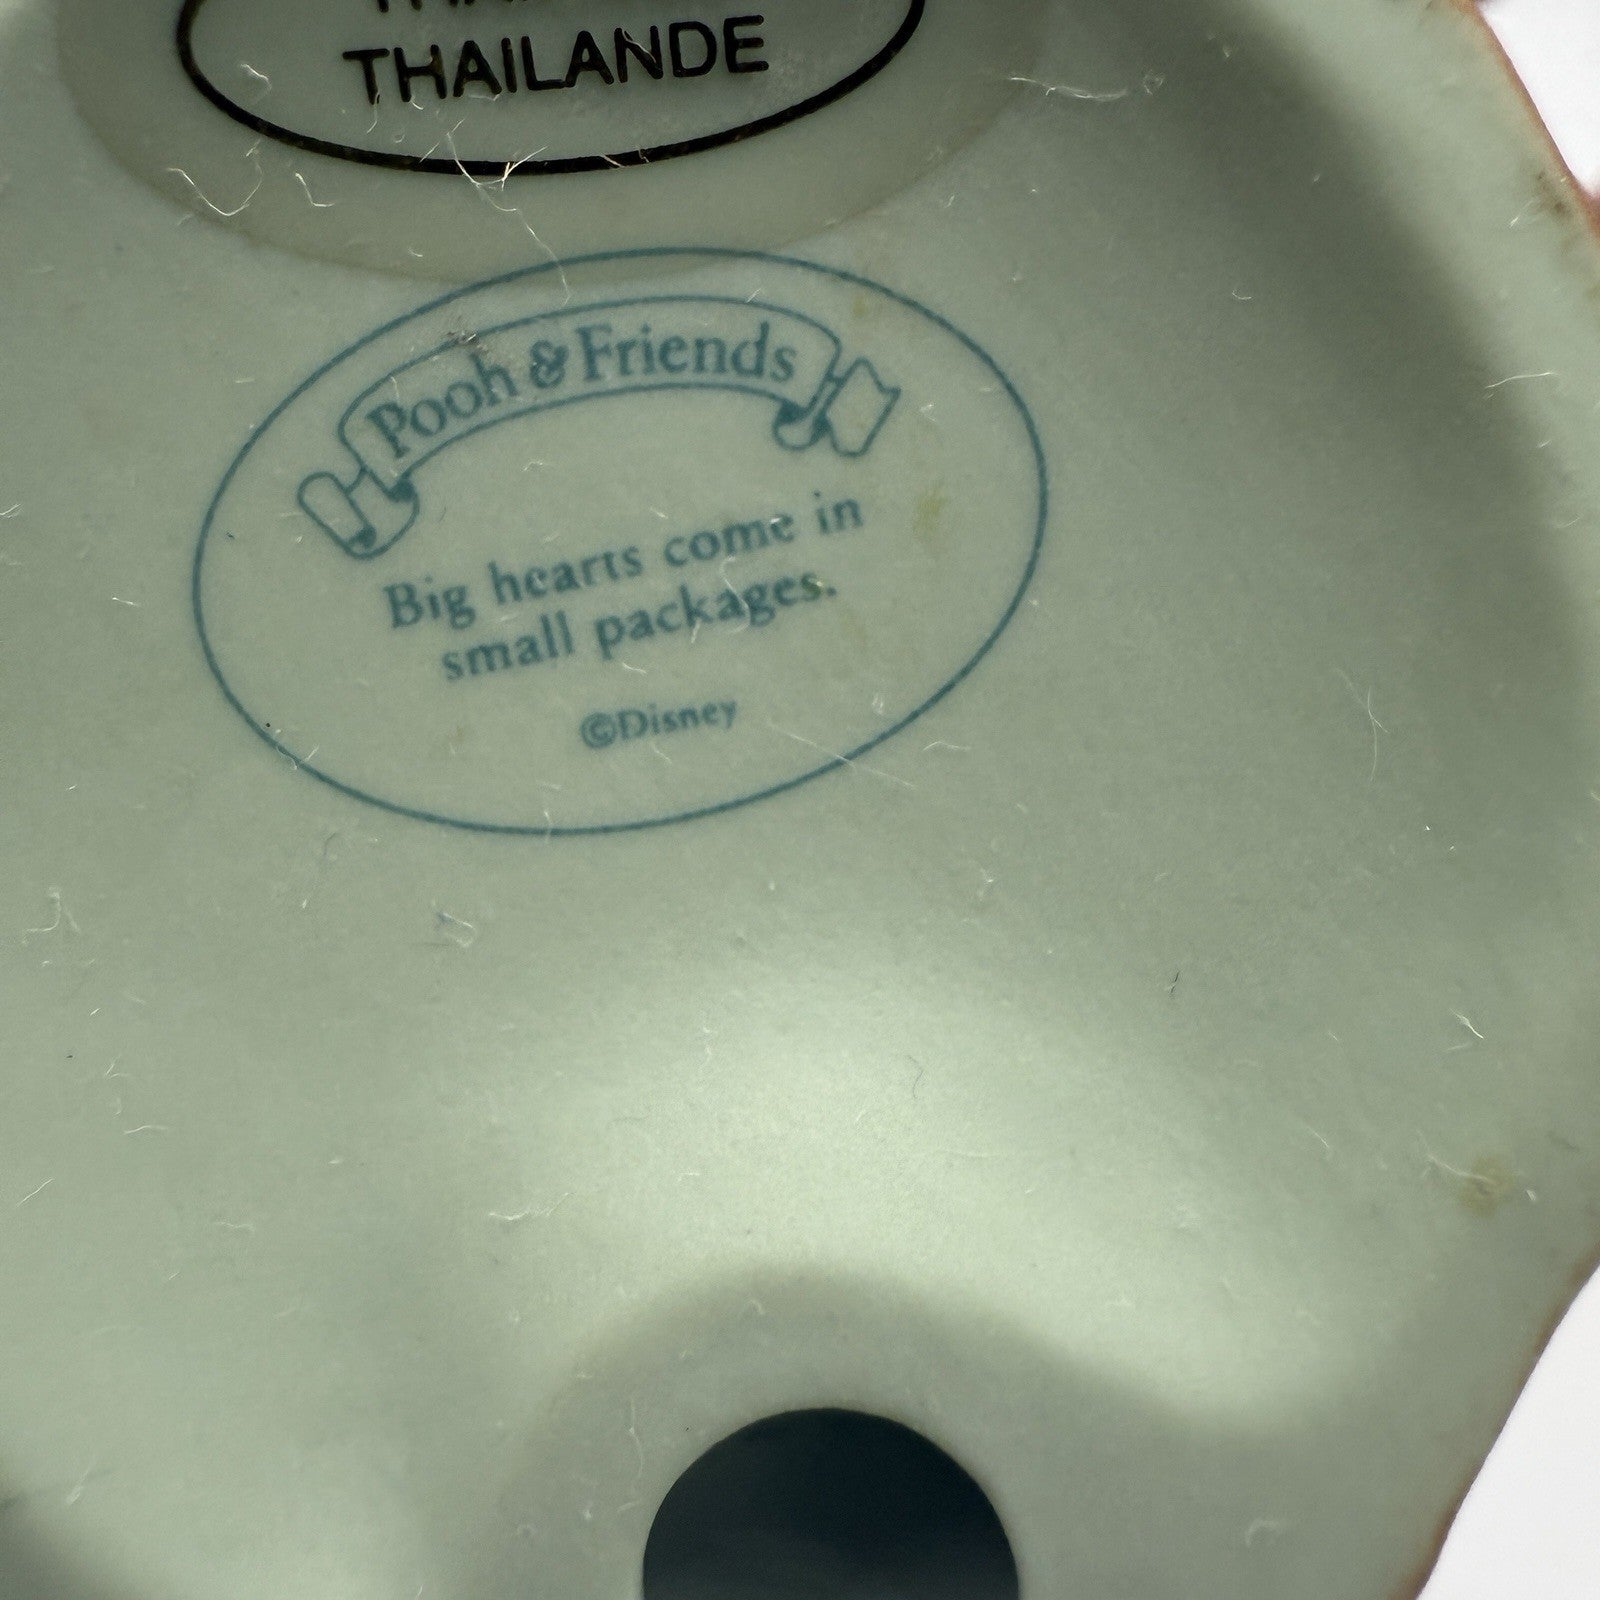 THAILANDE
Pooh & Friends
Big hearts come in
small packages.
©Disney